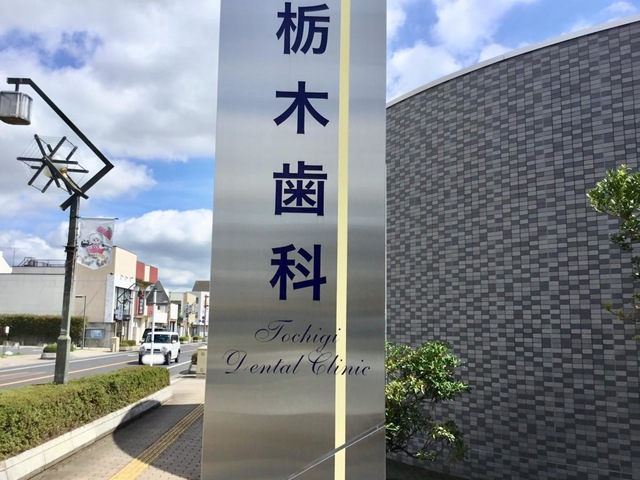 栃木歯科
Tochigi
Dental Clinic